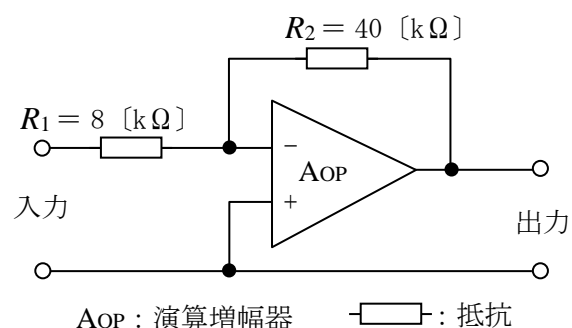 R2 = 40 〔kΩ〕
R1 = 8 〔kΩ〕
−
AOP
+
入力
出力
AOP:演算増幅器
:抵抗